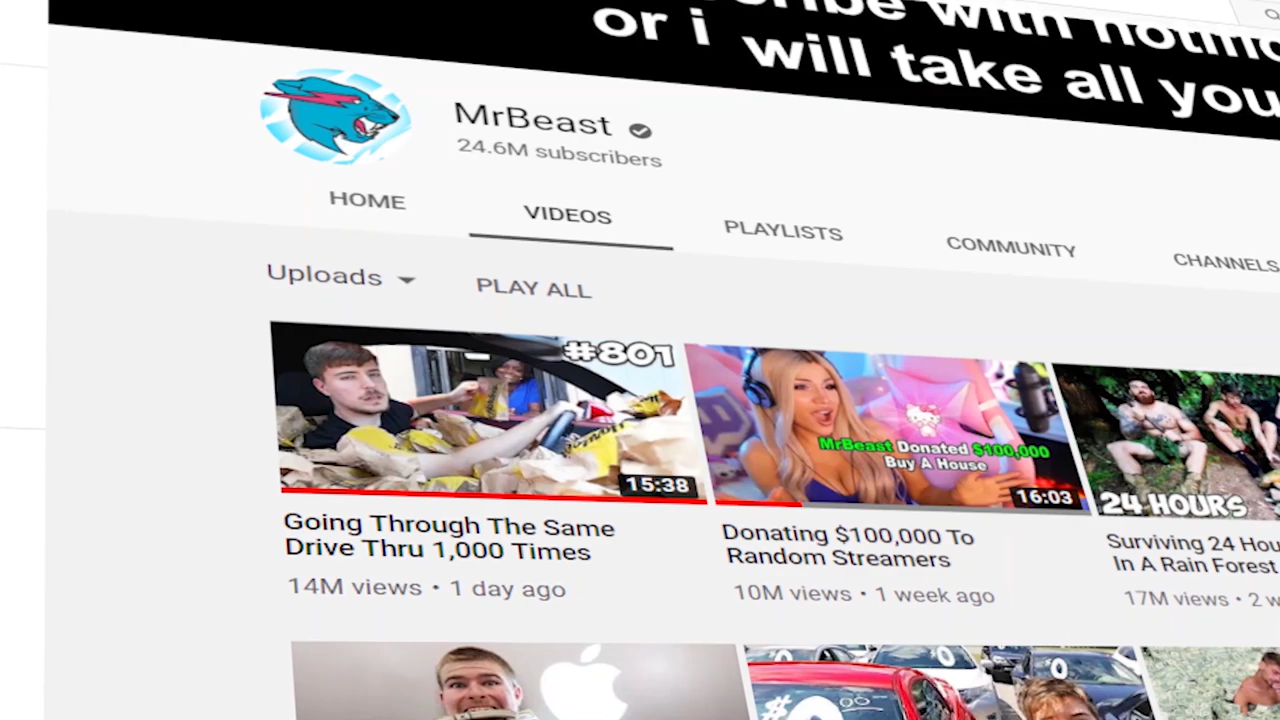 with
or i will take all you
MrBeast
24.6M subscribers
HOME
VIDEOS
PLAYLISTS
COMMUNITY
CHANNELS
Uploads
PLAY ALL
#801
15:38
MrBeast Donated $100,000
Buy A House
16:03
24 HOURS
Going Through The Same
Drive Thru 1,000 Times
14M views • 1 day ago
Donating $100,000 To
Random Streamers
10M views • 1 week ago
Surviving 24 Hou
In A Rain Forest
17M views • 2 w